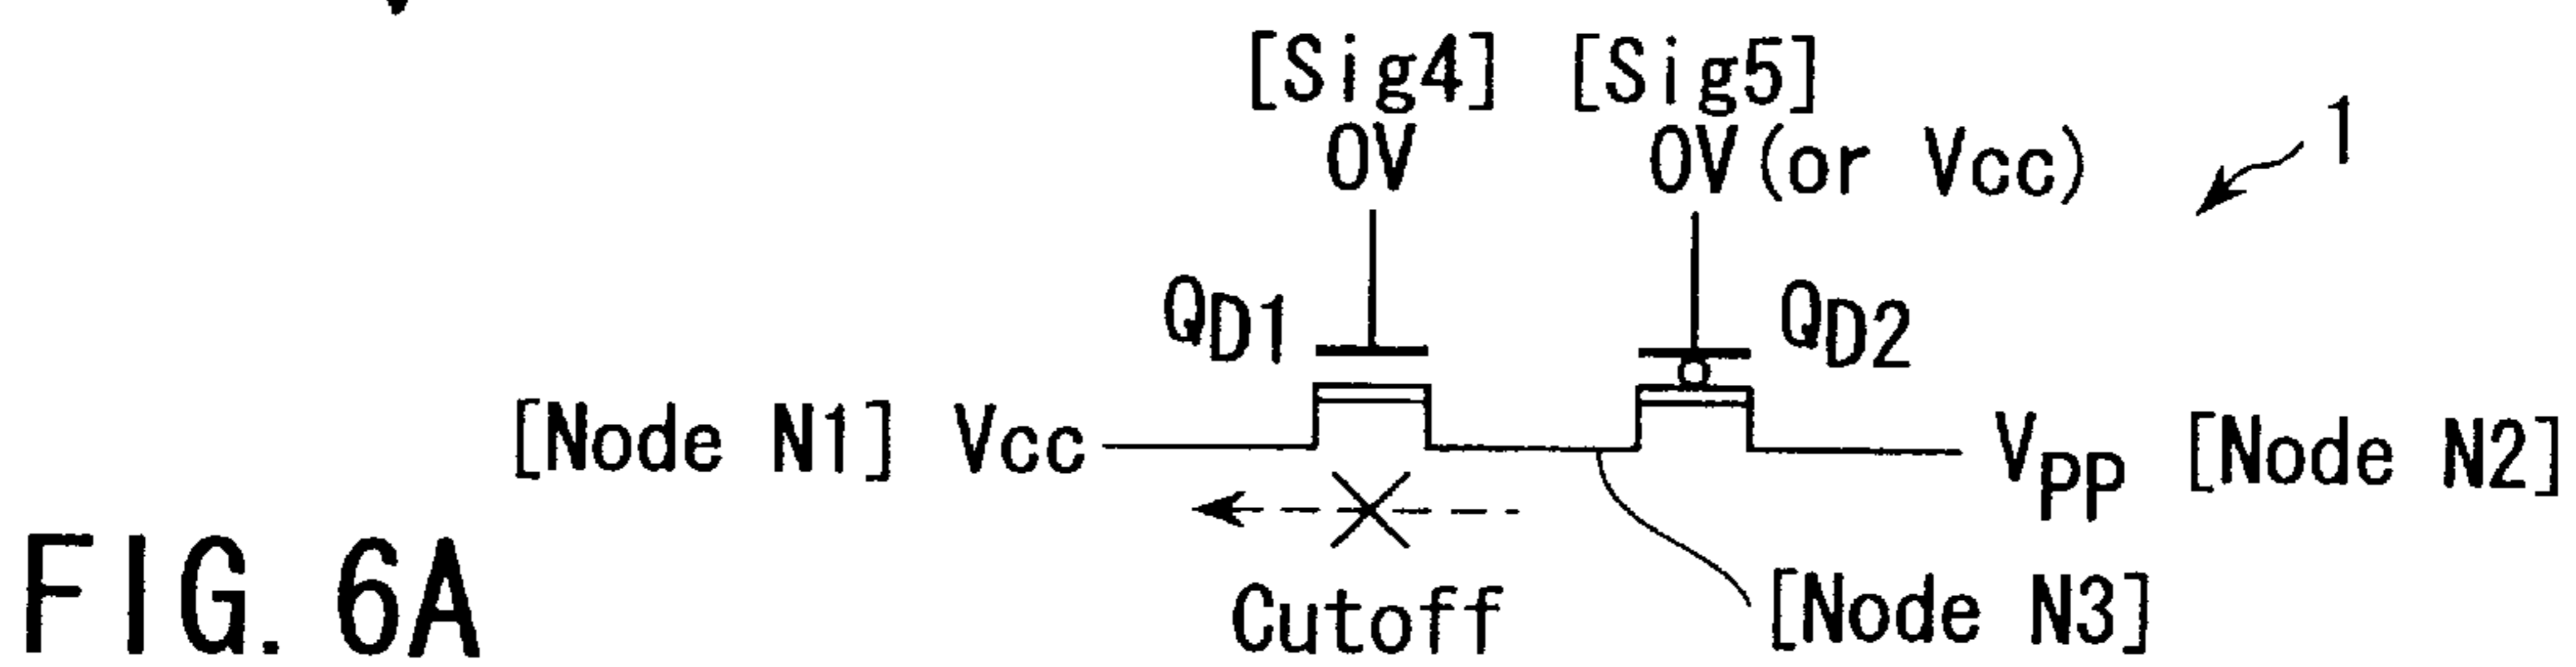 [Sig4] [Sig5]
0V 0V(or Vcc) 1
QD1 QD2
[Node N1] Vcc VPP [Node N2]
Cutoff [Node N3]
FIG. 6A